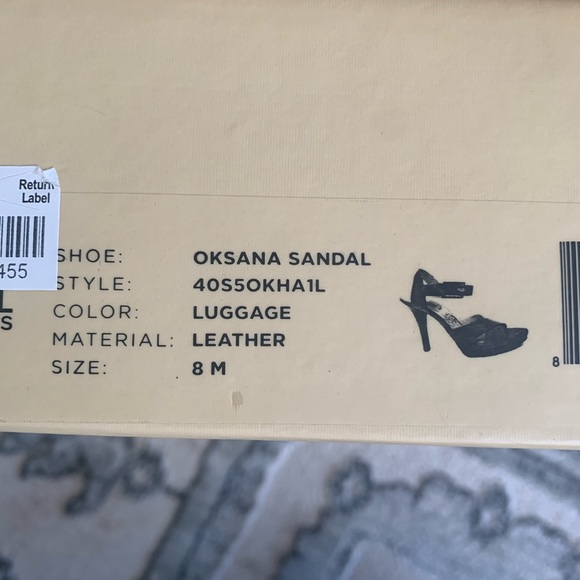 Return
Label
455
L
S
SHOE: OKSANA SANDAL
STYLE: 40S5OKHA1L
COLOR: LUGGAGE
MATERIAL: LEATHER
SIZE: 8 M
8